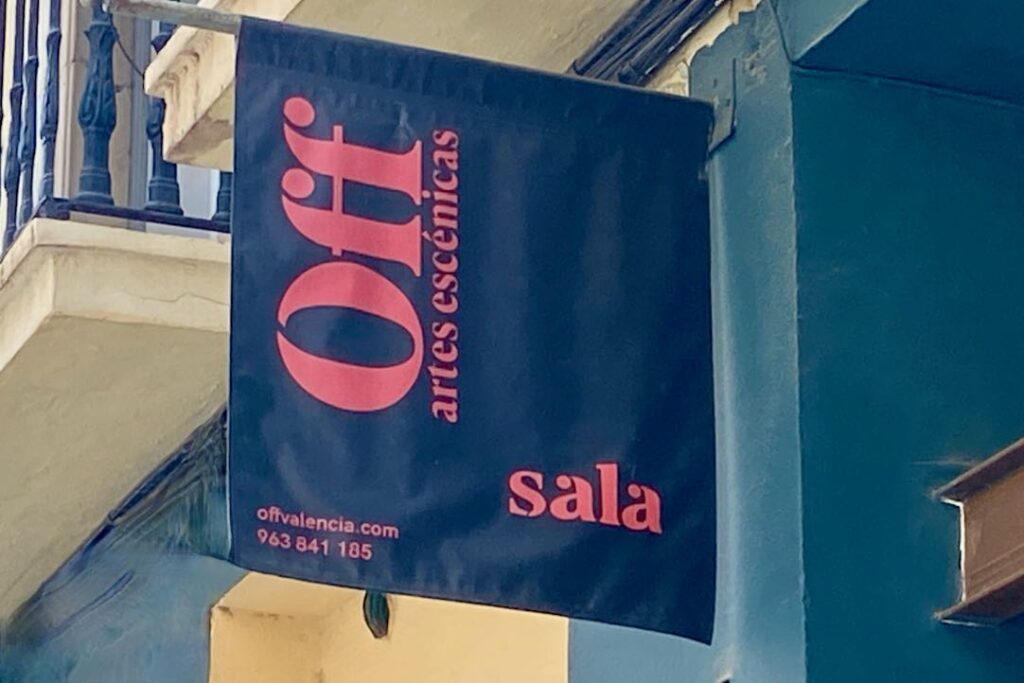 Off
artes escénicas
sala
offvalencia.com
963 841 185